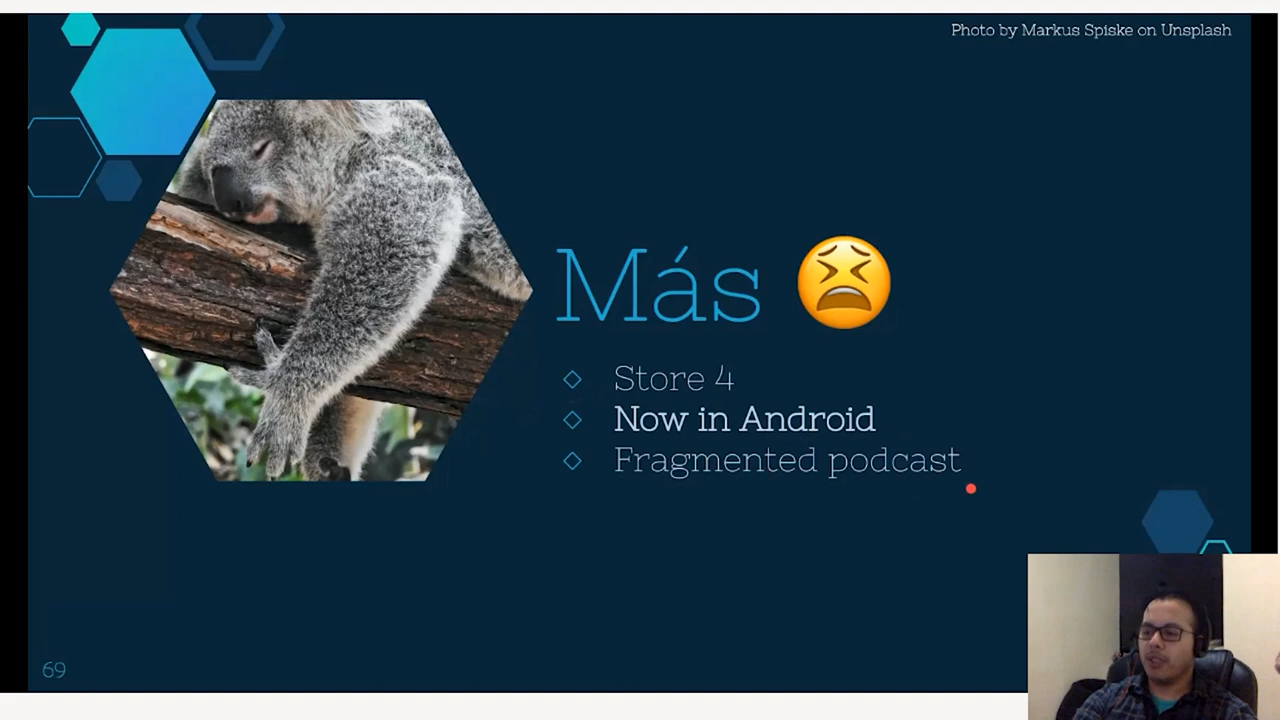 Photo by Markus Spiske on Unsplash
Más 😫
Store 4
Now in Android
Fragmented podcast
69